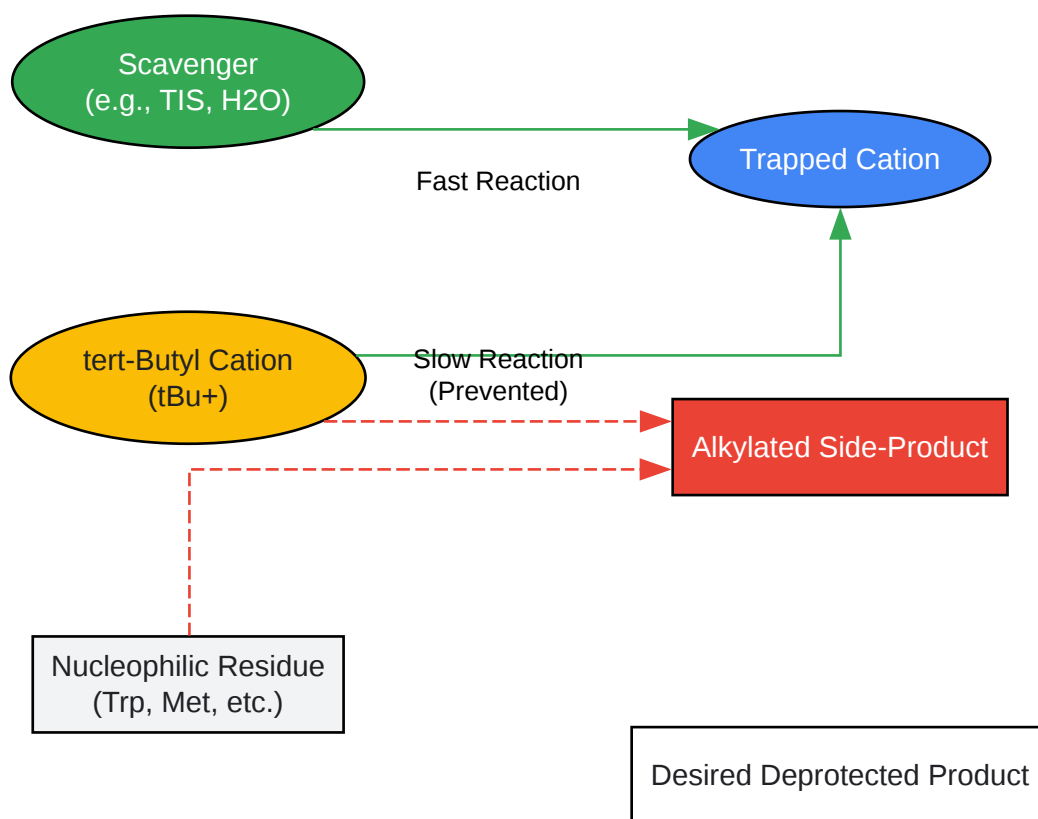 Scavenger
(e.g., TIS, H2O)
Trapped Cation
Fast Reaction
tert-Butyl Cation
(tBu+)
Slow Reaction
(Prevented)
Alkylated Side-Product
Nucleophilic Residue
(Trp, Met, etc.)
Desired Deprotected Product